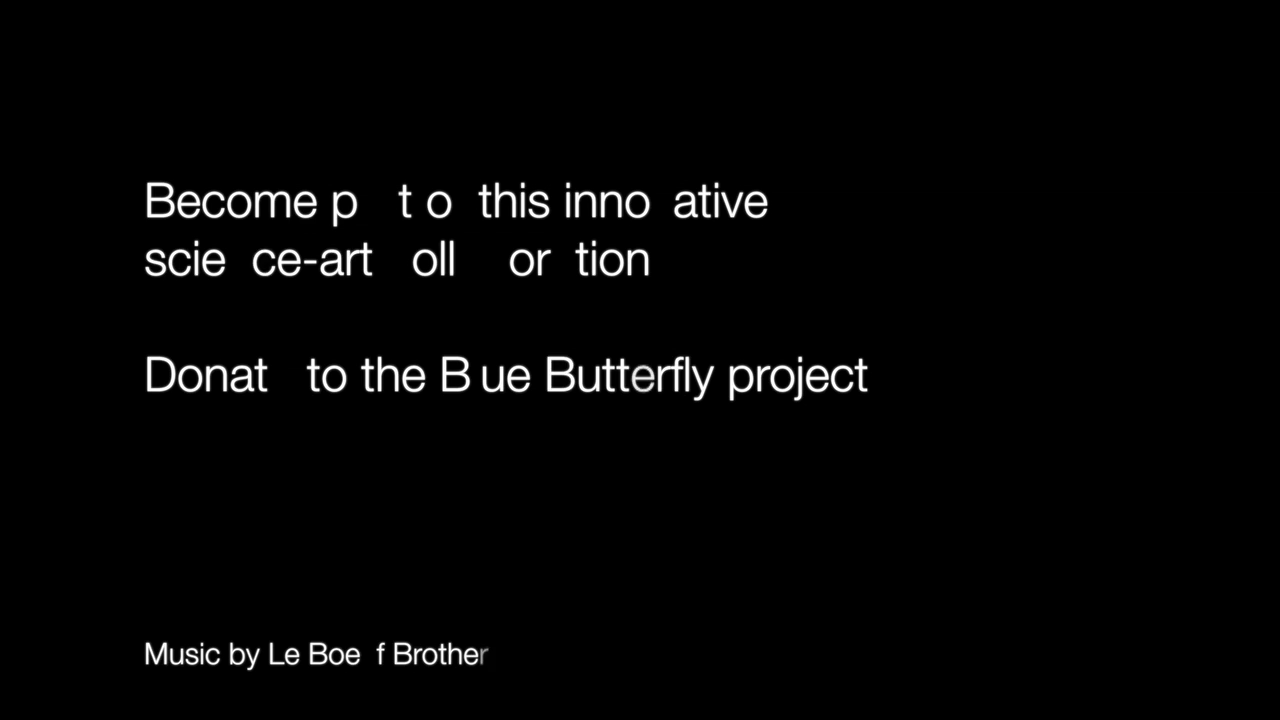 Become p t o this inno ative
scie ce-art oll or tion
Donat to the B ue Butterfly project
Music by Le Boe f Brother